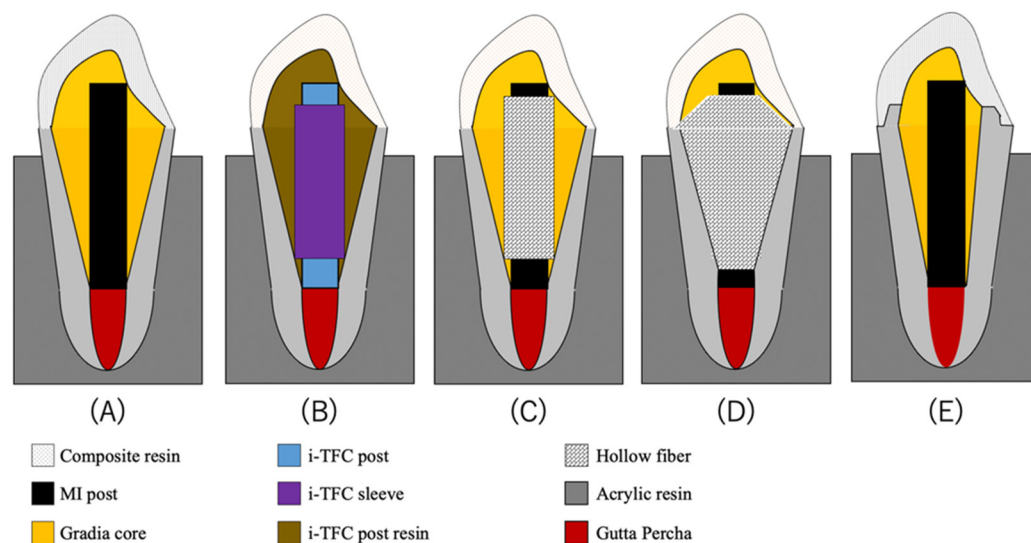 (A) (B) (C) (D) (E)
Composite resin i-TFC post Hollow fiber
MI post i-TFC sleeve Acrylic resin
Gradia core i-TFC post resin Gutta Percha